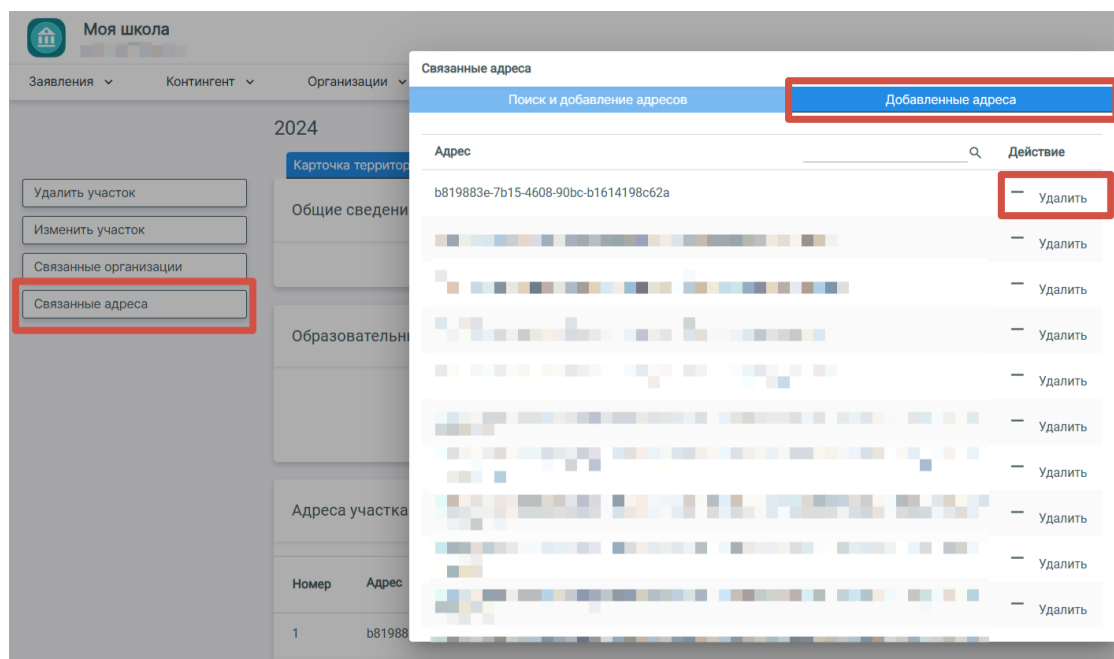 Моя школа
Заявления
Контингент
Организации
Удалить участок
Изменить участок
Связанные организации
Связанные адреса
2024
Карточка территор
Общие сведени
Образовательн
Адреса участка
Номер Адрес
1 b81988
Связанные адреса
Поиск и добавление адресов
Добавленные адреса
Адрес Действие
b819883e-7b15-4608-90bc-b1614198c62a — Удалить
— Удалить
— Удалить
— Удалить
— Удалить
— Удалить
— Удалить
— Удалить
— Удалить
— Удалить